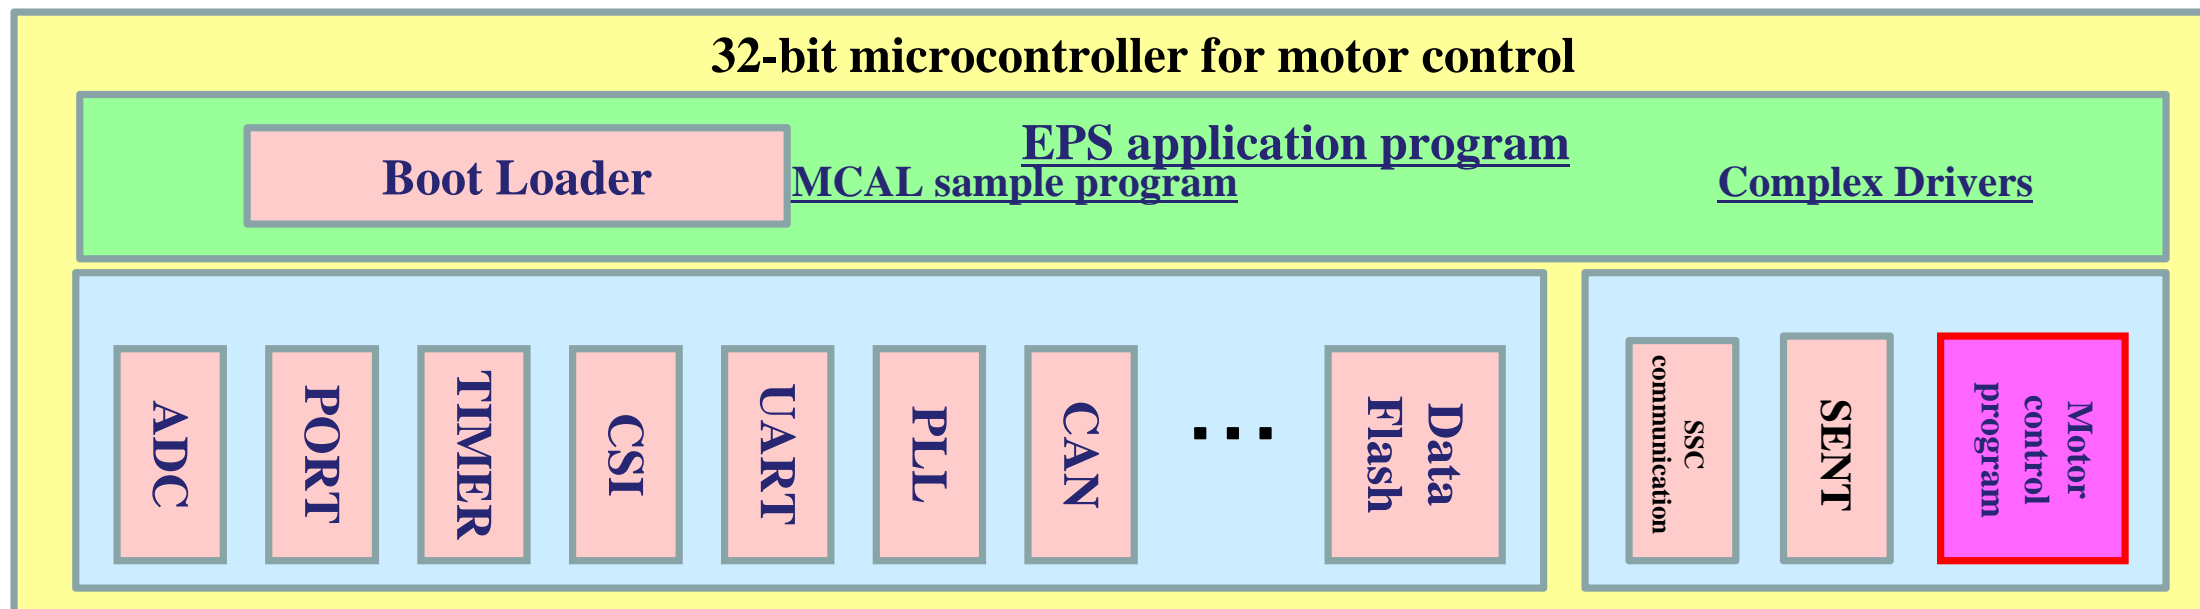 32-bit microcontroller for motor control
EPS application program
Boot Loader
MCAL sample program
Complex Drivers
ADC
PORT
TIMER
CSI
UART
PLL
CAN
...
Data
Flash
SSC
communication
SENT
Motor
control
program